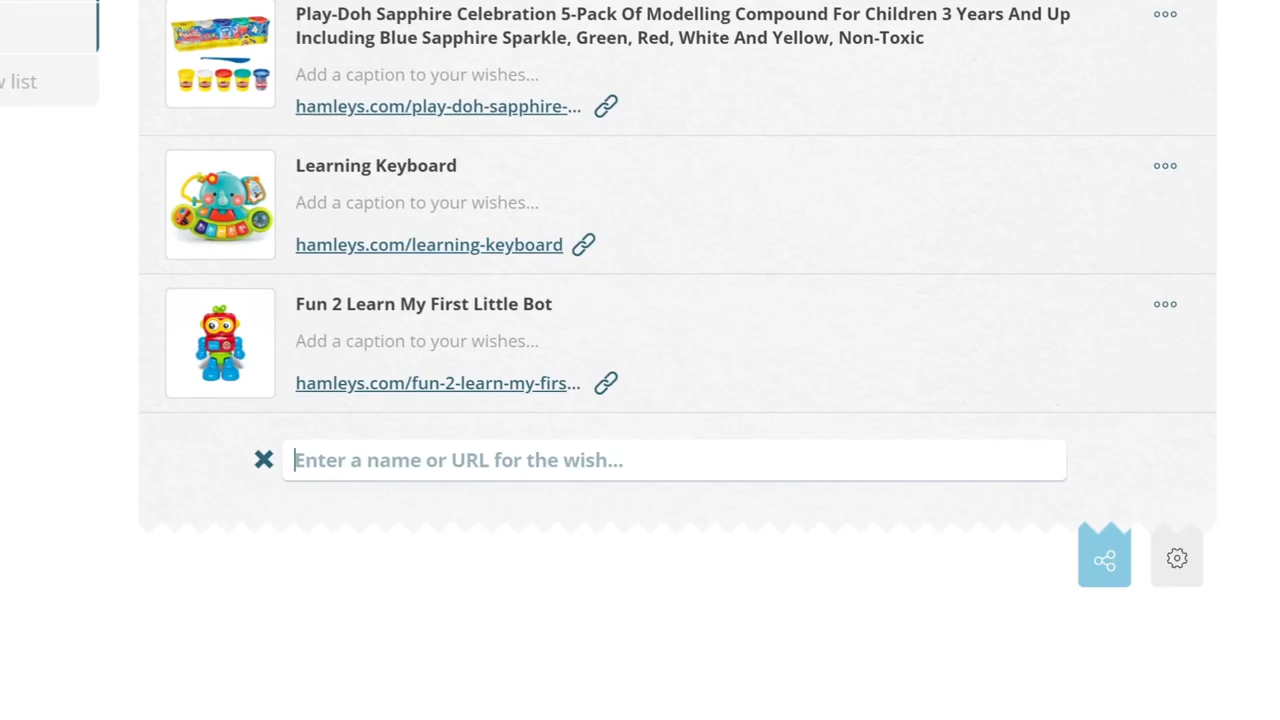 Play-Doh Sapphire Celebration 5-Pack Of Modelling Compound For Children 3 Years And Up
Including Blue Sapphire Sparkle, Green, Red, White And Yellow, Non-Toxic
Add a caption to your wishes...
list
hamleys.com/play-doh-sapphire-...
Learning Keyboard
Add a caption to your wishes...
hamleys.com/learning-keyboard
Fun 2 Learn My First Little Bot
Add a caption to your wishes...
hamleys.com/fun-2-learn-my-firs...
Enter a name or URL for the wish...